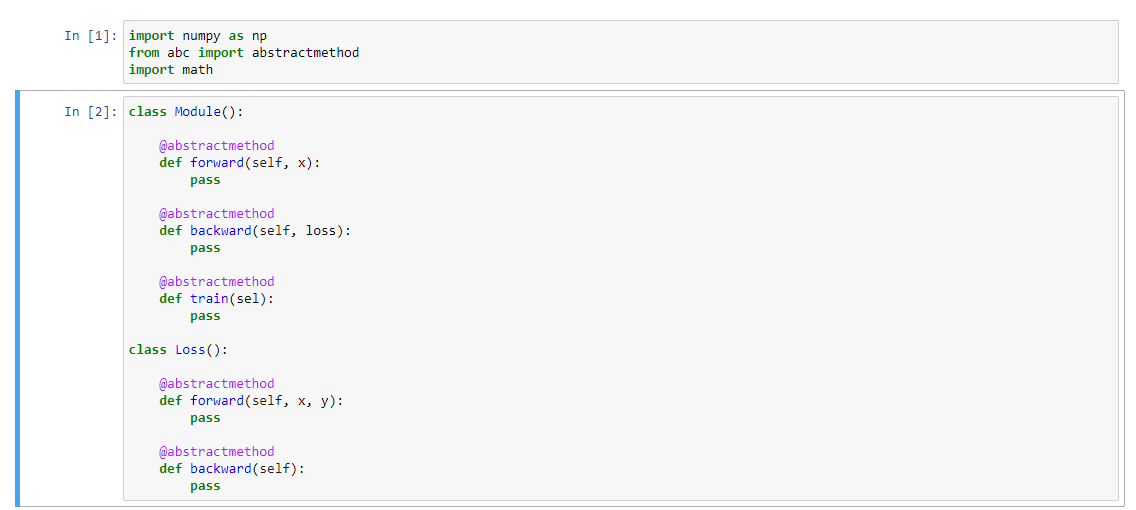 In [1]: import numpy as np
from abc import abstractmethod
import math
In [2]: class Module():
@abstractmethod
def forward(self, x):
pass
@abstractmethod
def backward(self, loss):
pass
@abstractmethod
def train(sel):
pass
class Loss():
@abstractmethod
def forward(self, x, y):
pass
@abstractmethod
def backward(self):
pass